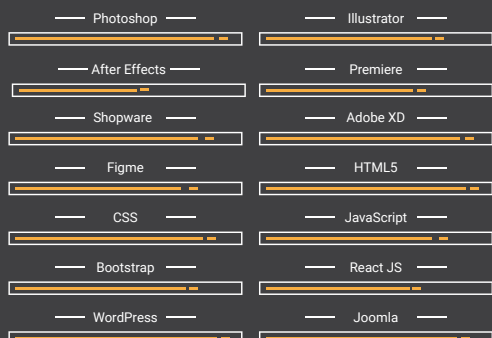 Photoshop
Illustrator
After Effects
Premiere
Shopware
Adobe XD
Figme
HTML5
CSS
JavaScript
Bootstrap
React JS
WordPress
Joomla